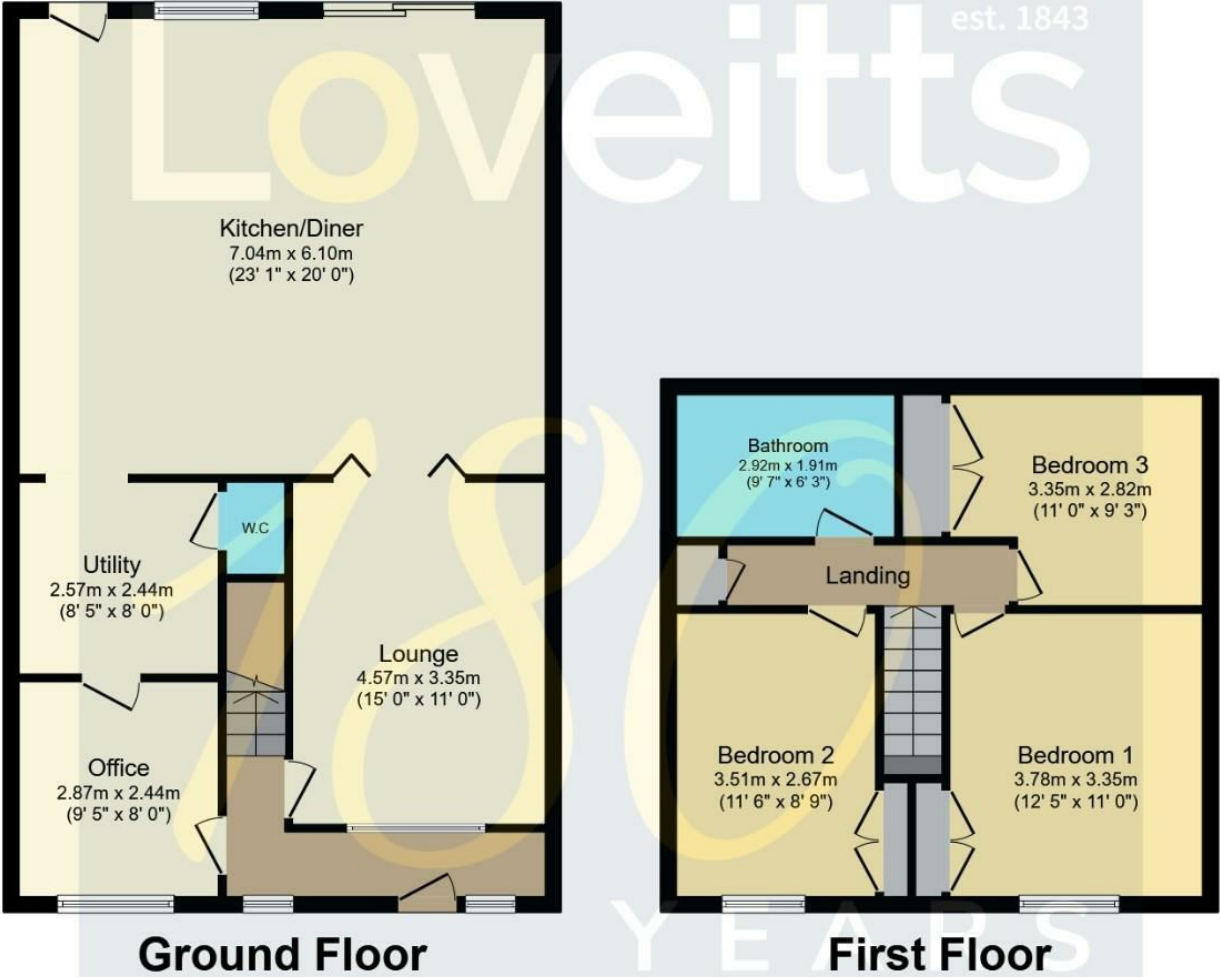 est. 1843
Loveitts
Kitchen/Diner
7.04m x 6.10m
(23' 1" x 20' 0")
W.C
Utility
2.57m x 2.44m
(8' 5" x 8' 0")
Lounge
4.57m x 3.35m
(15' 0" x 11' 0")
Office
2.87m x 2.44m
(9' 5" x 8' 0")
Ground Floor
Bathroom
2.92m x 1.91m
(9' 7" x 6' 3")
Bedroom 3
3.35m x 2.82m
(11' 0" x 9' 3")
Landing
Bedroom 2
3.51m x 2.67m
(11' 6" x 8' 9")
Bedroom 1
3.78m x 3.35m
(12' 5" x 11' 0")
First Floor
180
YEARS